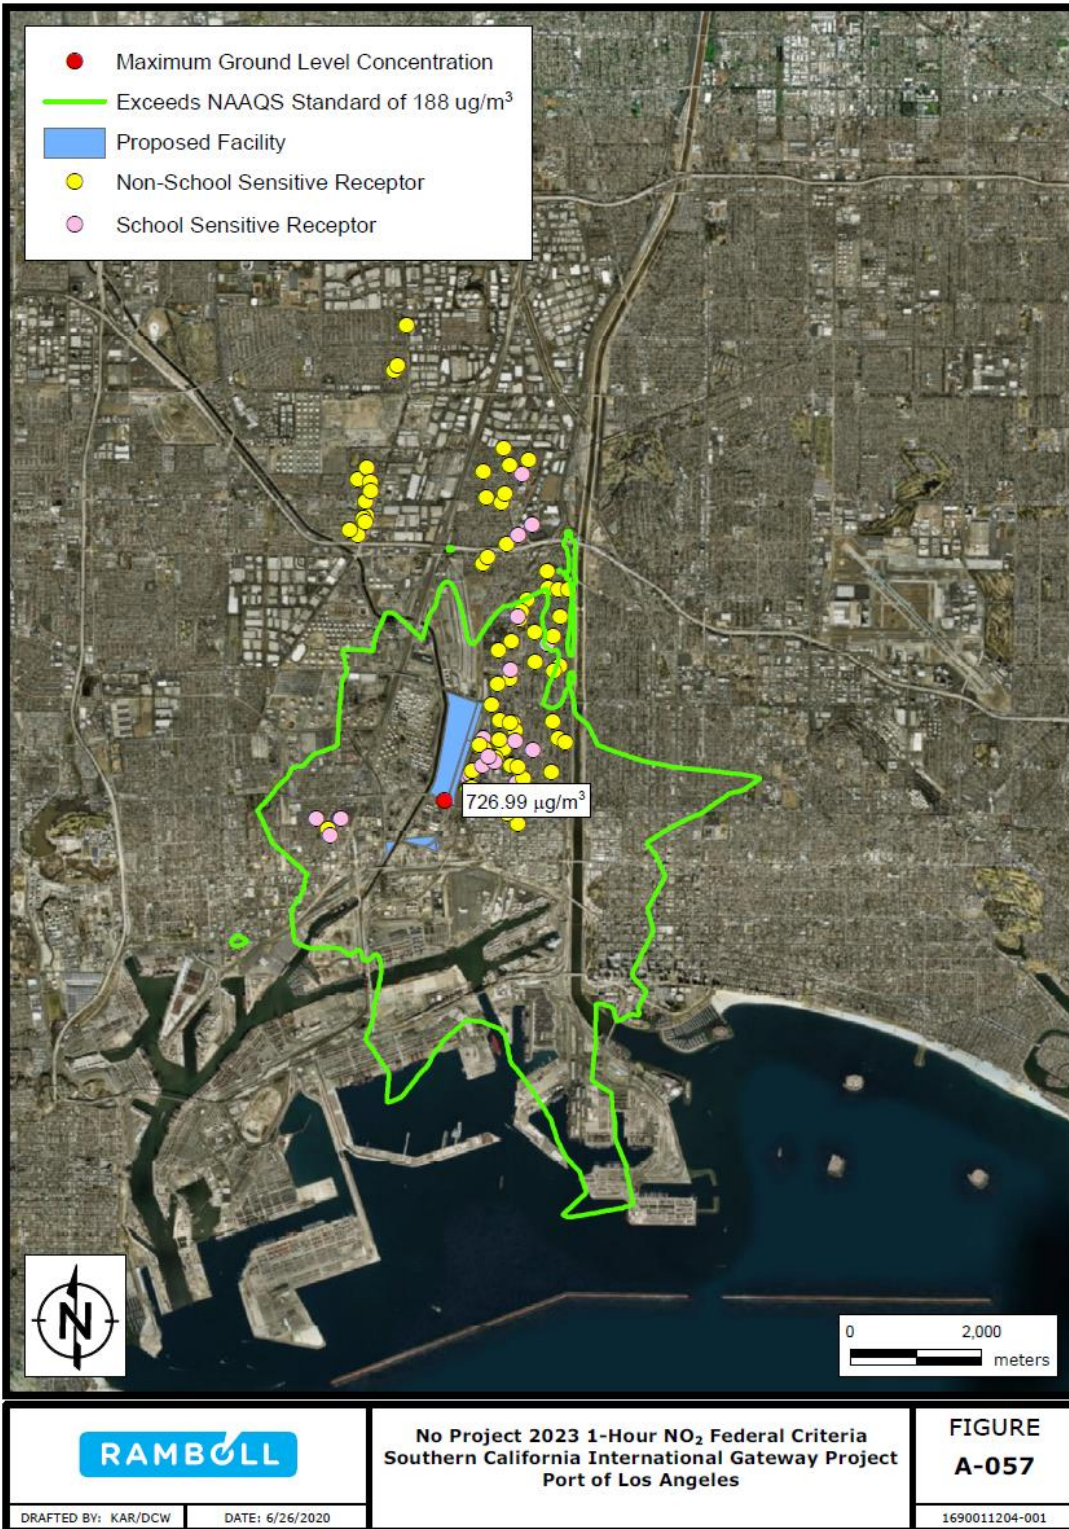 Maximum Ground Level Concentration
Exceeds NAAQS Standard of 188 ug/m³
Proposed Facility
Non-School Sensitive Receptor
School Sensitive Receptor
726.99 µg/m³
N
0 2,000
meters
RAMBOLL
DRAFTED BY: KAR/DCW DATE: 6/26/2020
No Project 2023 1-Hour NO₂ Federal Criteria
Southern California International Gateway Project
Port of Los Angeles
FIGURE
A-057
1690011204-001